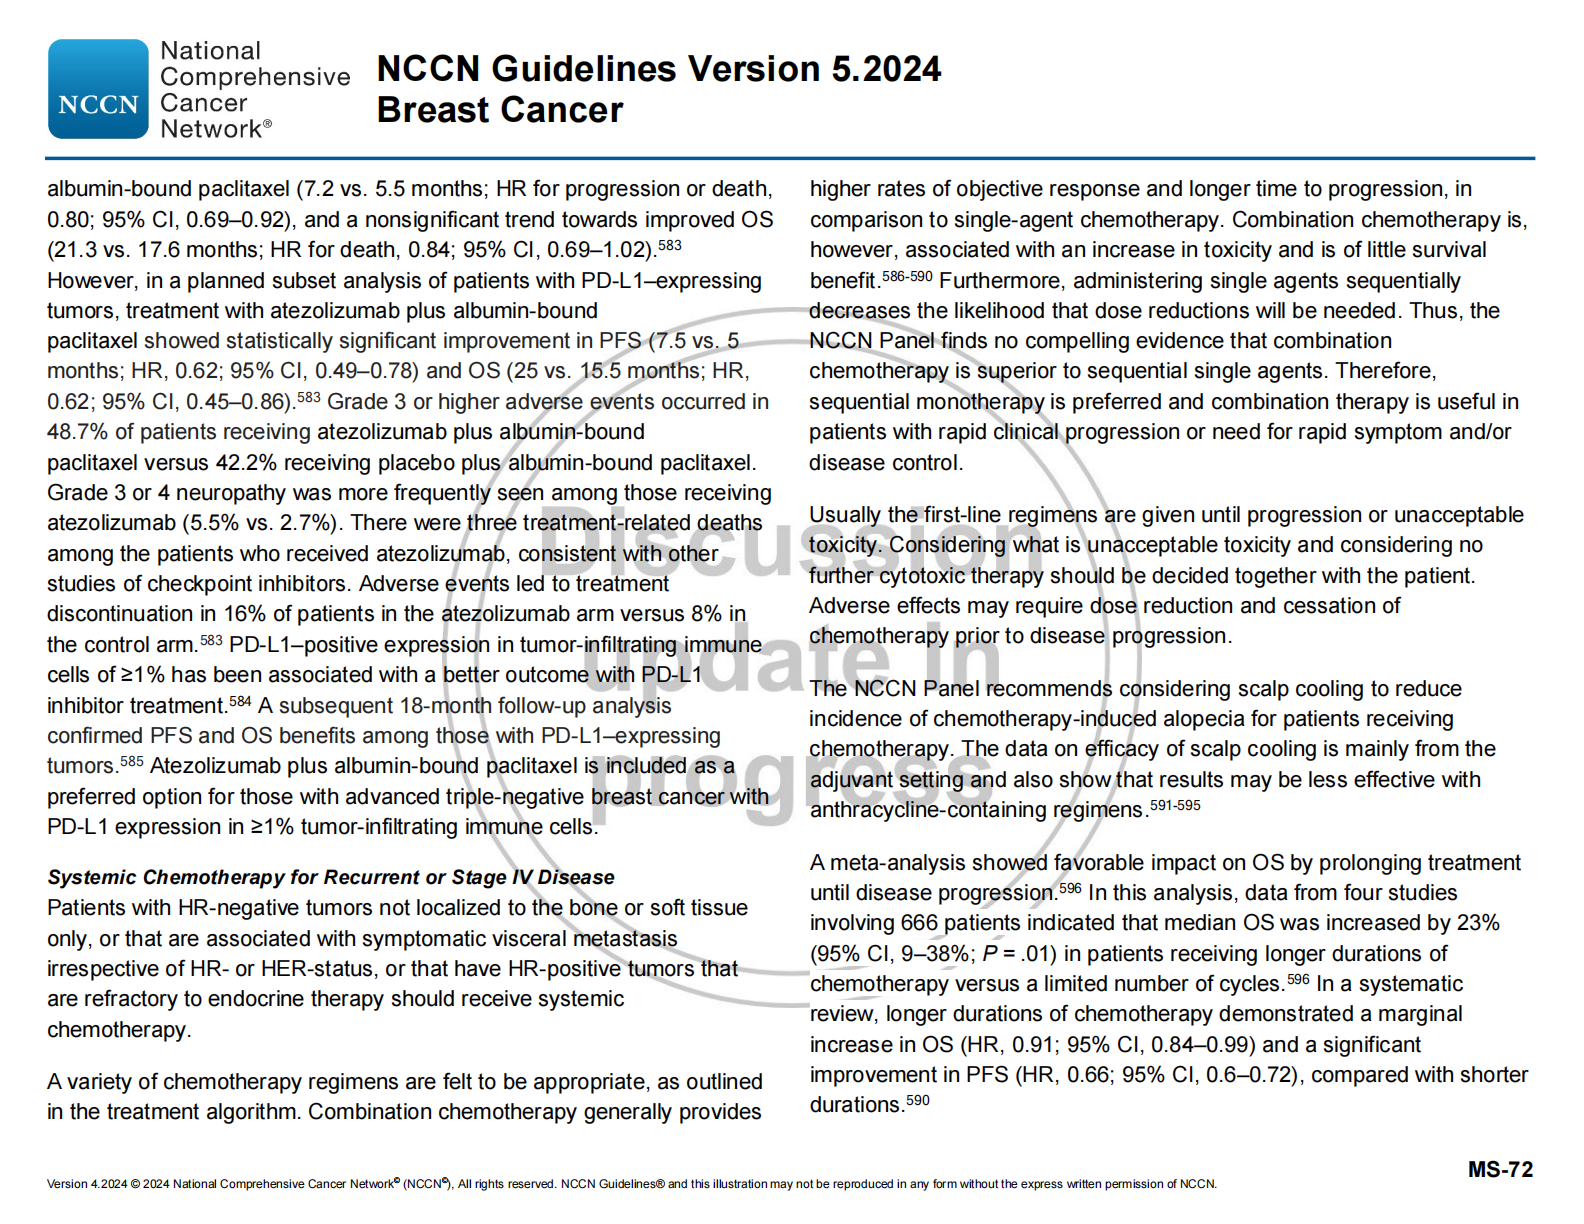 National
Comprehensive
Cancer
Network®
NCCN
NCCN Guidelines Version 5.2024
Breast Cancer
albumin-bound paclitaxel (7.2 vs. 5.5 months; HR for progression or death,
0.80; 95% CI, 0.69–0.92), and a nonsignificant trend towards improved OS
(21.3 vs. 17.6 months; HR for death, 0.84; 95% CI, 0.69–1.02).583
However, in a planned subset analysis of patients with PD-L1–expressing
tumors, treatment with atezolizumab plus albumin-bound
paclitaxel showed statistically significant improvement in PFS (7.5 vs. 5
months; HR, 0.62; 95% CI, 0.49–0.78) and OS (25 vs. 15.5 months; HR,
0.62; 95% CI, 0.45–0.86).583 Grade 3 or higher adverse events occurred in
48.7% of patients receiving atezolizumab plus albumin-bound
paclitaxel versus 42.2% receiving placebo plus albumin-bound paclitaxel.
Grade 3 or 4 neuropathy was more frequently seen among those receiving
atezolizumab (5.5% vs. 2.7%). There were three treatment-related deaths
among the patients who received atezolizumab, consistent with other
studies of checkpoint inhibitors. Adverse events led to treatment
discontinuation in 16% of patients in the atezolizumab arm versus 8% in
the control arm.583 PD-L1–positive expression in tumor-infiltrating immune
cells of ≥1% has been associated with a better outcome with PD-L1
inhibitor treatment.584 A subsequent 18-month follow-up analysis
confirmed PFS and OS benefits among those with PD-L1–expressing
tumors.585 Atezolizumab plus albumin-bound paclitaxel is included as a
preferred option for those with advanced triple-negative breast cancer with
PD-L1 expression in ≥1% tumor-infiltrating immune cells.
Systemic Chemotherapy for Recurrent or Stage IV Disease
Patients with HR-negative tumors not localized to the bone or soft tissue
only, or that are associated with symptomatic visceral metastasis
irrespective of HR- or HER-status, or that have HR-positive tumors that
are refractory to endocrine therapy should receive systemic
chemotherapy.
A variety of chemotherapy regimens are felt to be appropriate, as outlined
in the treatment algorithm. Combination chemotherapy generally provides
higher rates of objective response and longer time to progression, in
comparison to single-agent chemotherapy. Combination chemotherapy is,
however, associated with an increase in toxicity and is of little survival
benefit.586-590 Furthermore, administering single agents sequentially
decreases the likelihood that dose reductions will be needed. Thus, the
NCCN Panel finds no compelling evidence that combination
chemotherapy is superior to sequential single agents. Therefore,
sequential monotherapy is preferred and combination therapy is useful in
patients with rapid clinical progression or need for rapid symptom and/or
disease control.
Usually the first-line regimens are given until progression or unacceptable
toxicity. Considering what is unacceptable toxicity and considering no
further cytotoxic therapy should be decided together with the patient.
Adverse effects may require dose reduction and cessation of
chemotherapy prior to disease progression.
The NCCN Panel recommends considering scalp cooling to reduce
incidence of chemotherapy-induced alopecia for patients receiving
chemotherapy. The data on efficacy of scalp cooling is mainly from the
adjuvant setting and also show that results may be less effective with
anthracycline-containing regimens.591-595
A meta-analysis showed favorable impact on OS by prolonging treatment
until disease progression.596 In this analysis, data from four studies
involving 666 patients indicated that median OS was increased by 23%
(95% CI, 9–38%; P = .01) in patients receiving longer durations of
chemotherapy versus a limited number of cycles.596 In a systematic
review, longer durations of chemotherapy demonstrated a marginal
increase in OS (HR, 0.91; 95% CI, 0.84–0.99) and a significant
improvement in PFS (HR, 0.66; 95% CI, 0.6–0.72), compared with shorter
durations.590
Discussion
update in
progress
MS-72
Version 4.2024 © 2024 National Comprehensive Cancer Network© (NCCN©), All rights reserved. NCCN Guidelines® and this illustration may not be reproduced in any form without the express written permission of NCCN.